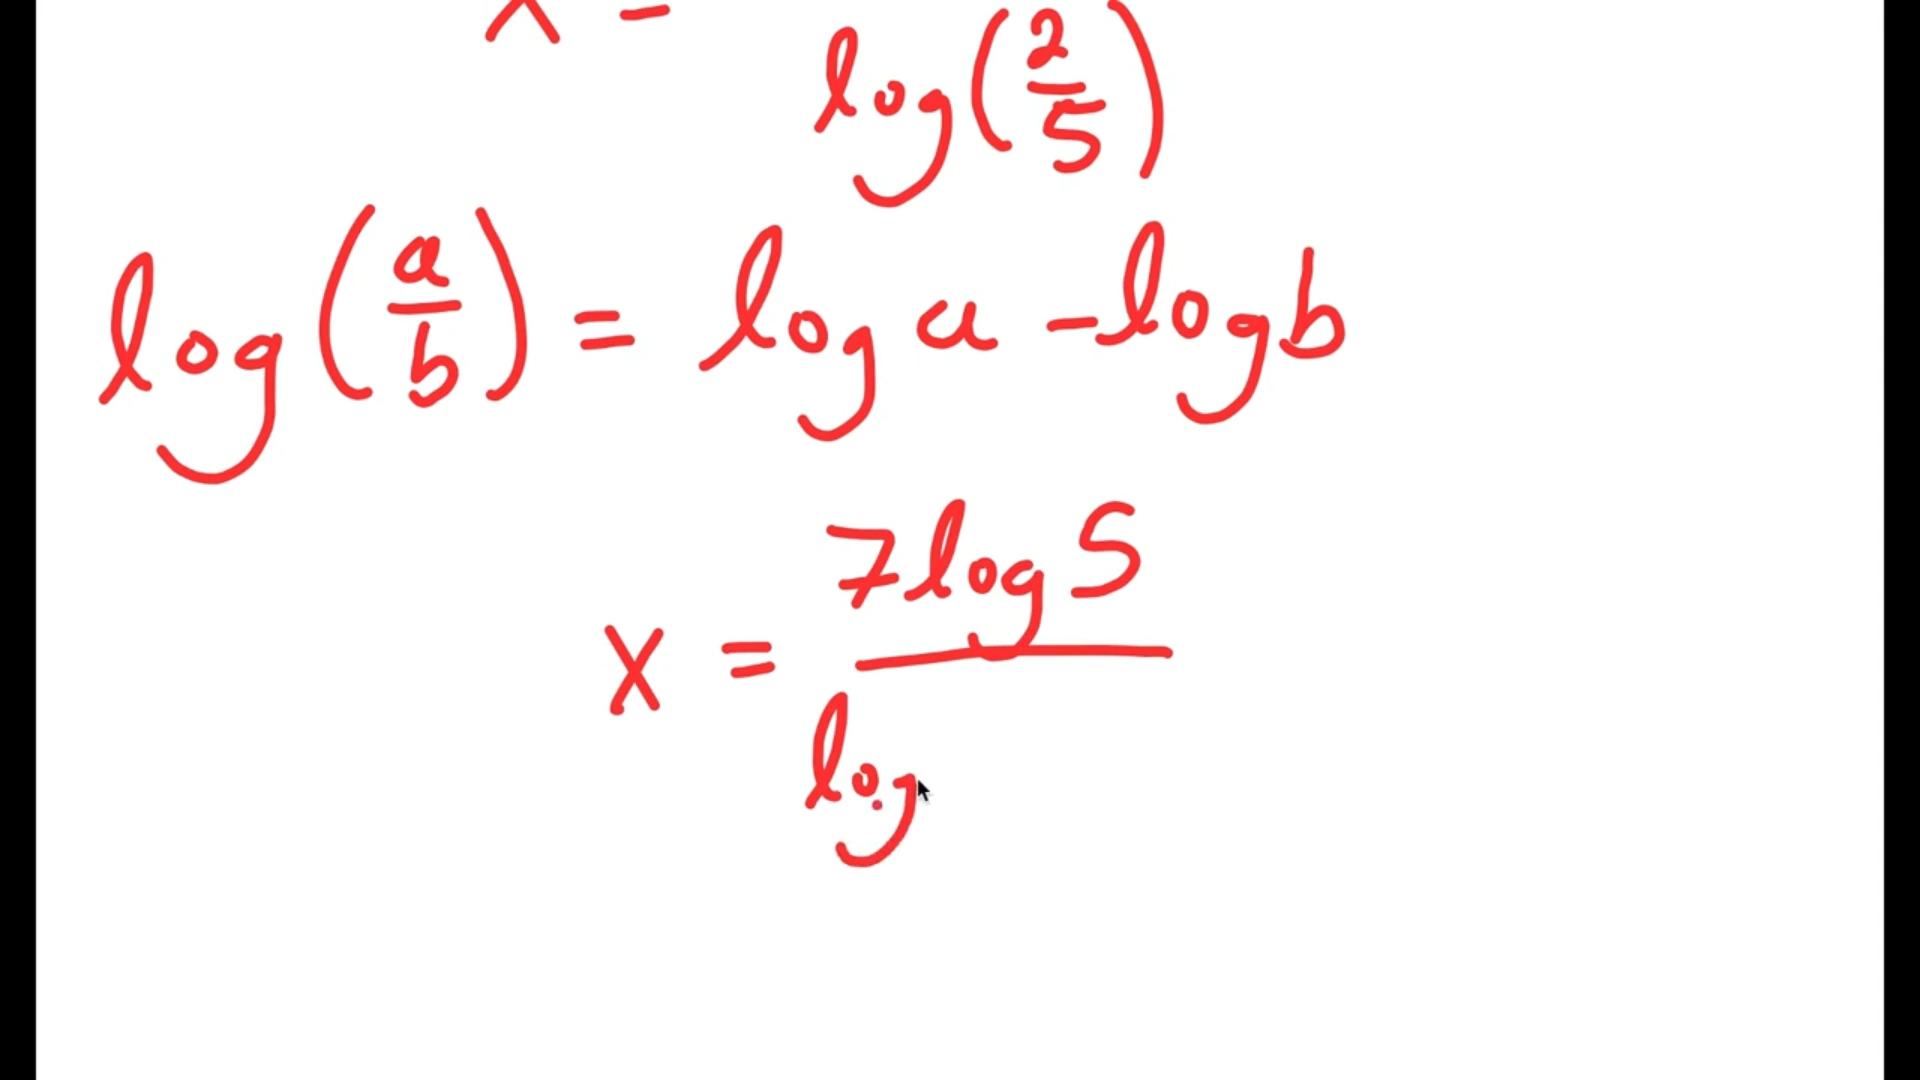 x =
log(2/5)
log(a/b) = log a - log b
7 log 5
x =
log